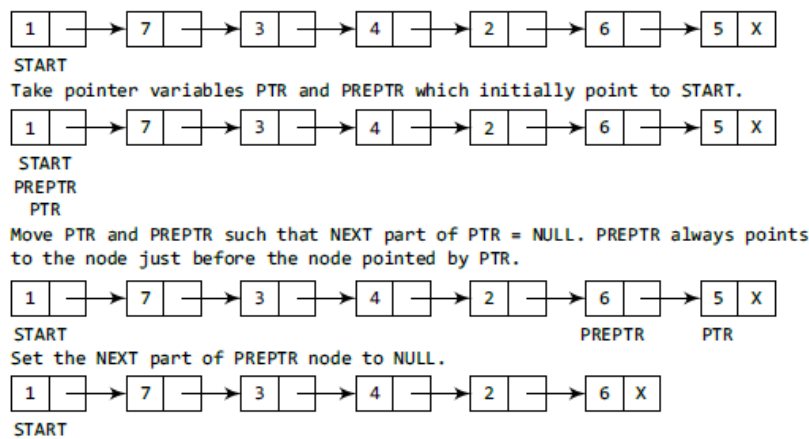 1 7 3 4 2 6 5 X
START
Take pointer variables PTR and PREPTR which initially point to START.
1 7 3 4 2 6 5 X
START
PREPTR
PTR
Move PTR and PREPTR such that NEXT part of PTR = NULL. PREPTR always points
to the node just before the node pointed by PTR.
1 7 3 4 2 6 5 X
START PREPTR PTR
Set the NEXT part of PREPTR node to NULL.
1 7 3 4 2 6 X
START